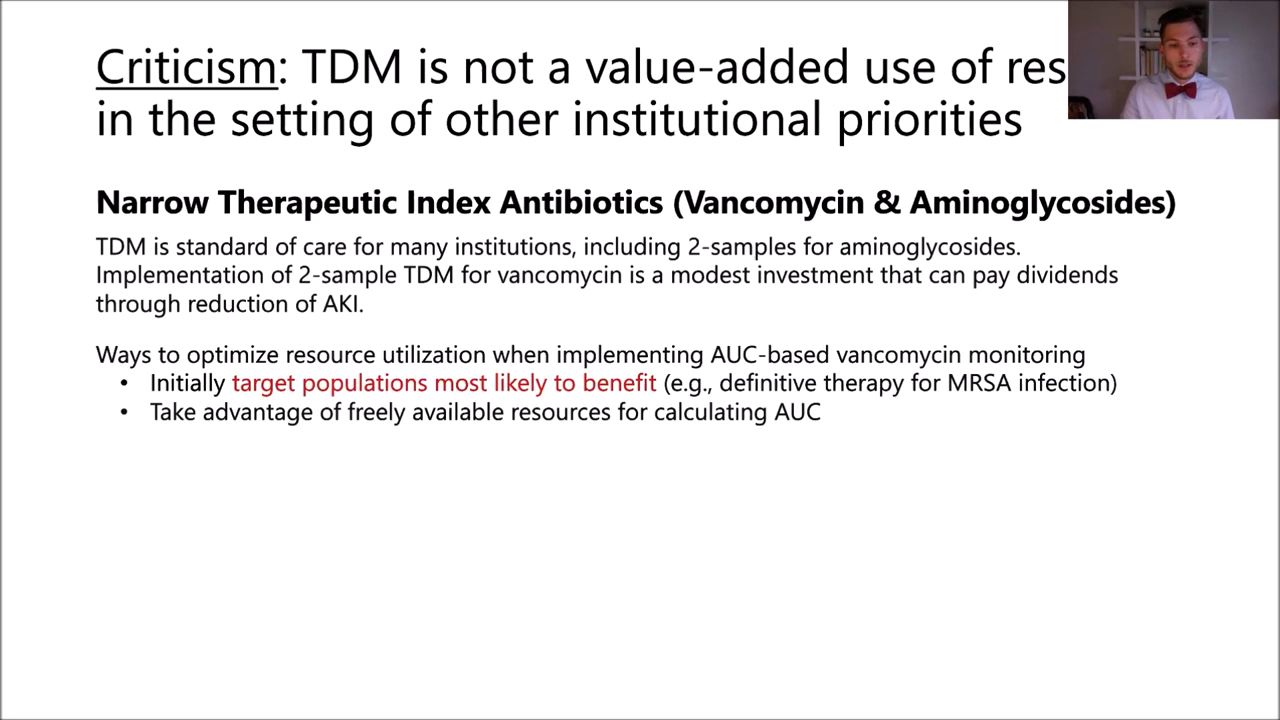 Criticism: TDM is not a value-added use of res
in the setting of other institutional priorities
Narrow Therapeutic Index Antibiotics (Vancomycin & Aminoglycosides)
TDM is standard of care for many institutions, including 2-samples for aminoglycosides.
Implementation of 2-sample TDM for vancomycin is a modest investment that can pay dividends
through reduction of AKI.
Ways to optimize resource utilization when implementing AUC-based vancomycin monitoring
• Initially target populations most likely to benefit (e.g., definitive therapy for MRSA infection)
• Take advantage of freely available resources for calculating AUC